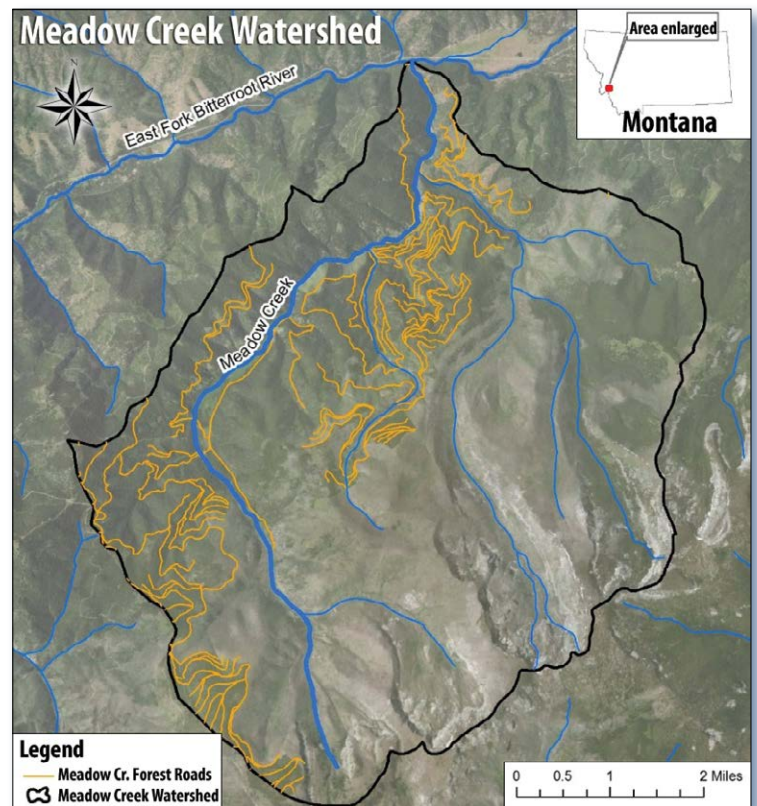 Meadow Creek Watershed
Area enlarged
Montana
N
East Fork Bitterroot River
Meadow Creek
Legend
Meadow Cr. Forest Roads
Meadow Creek Watershed
0 0.5 1 2 Miles